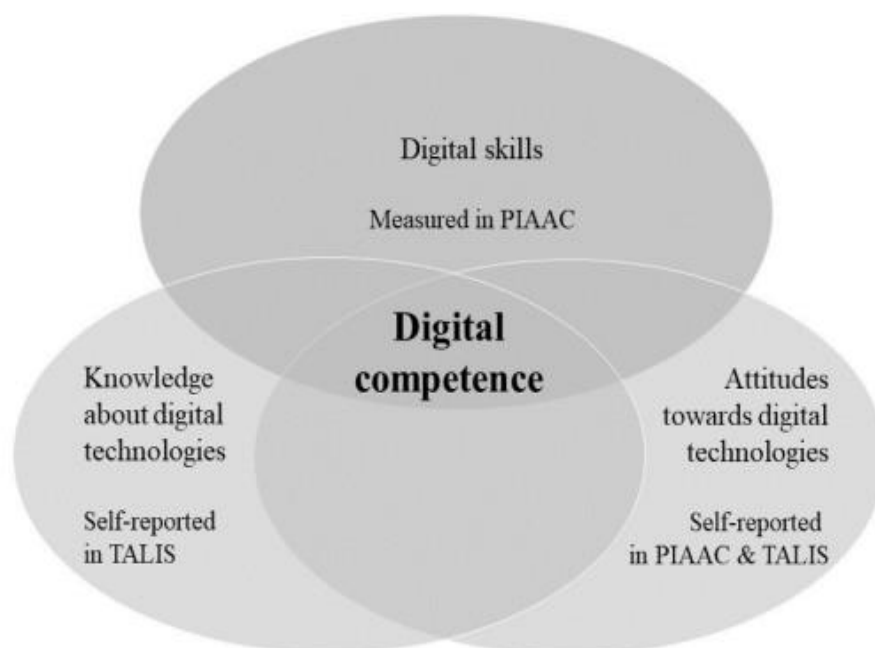 Digital skills
Measured in PIAAC
Digital
competence
Knowledge
about digital
technologies
Self-reported
in TALIS
Attitudes
towards digital
technologies
Self-reported
in PIAAC & TALIS